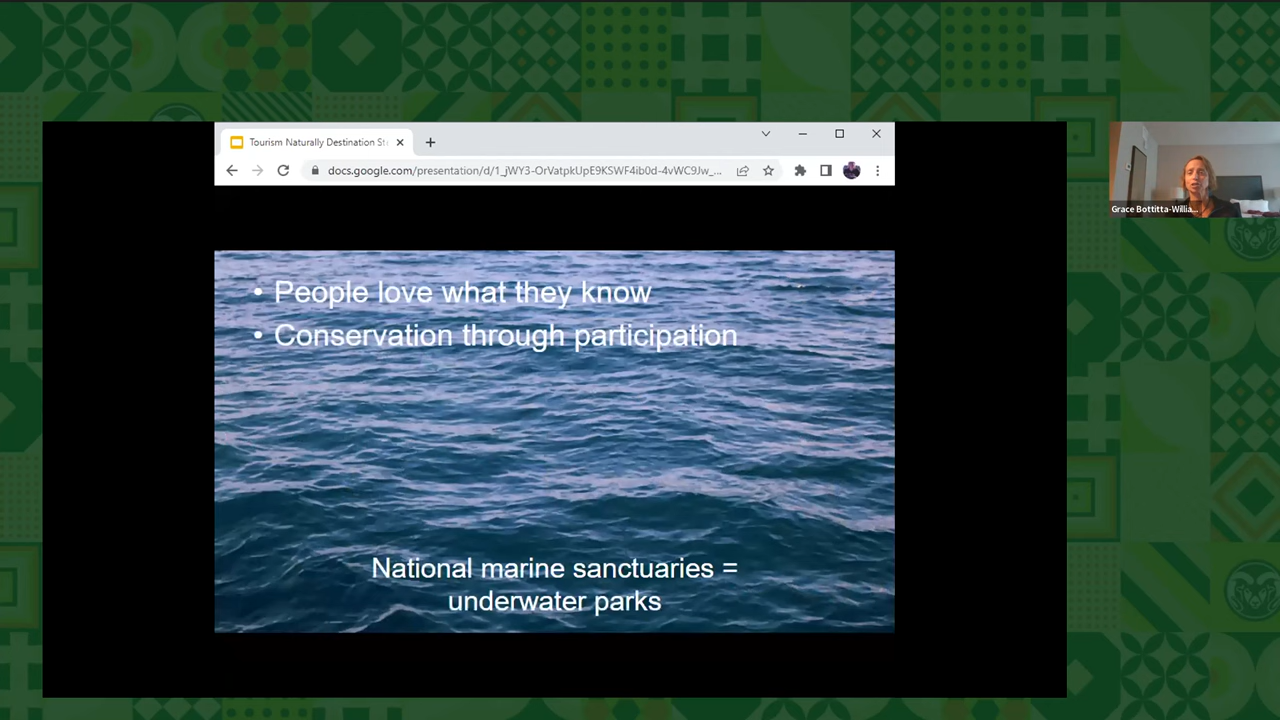 Tourism Naturally Destination St
docs.google.com/presentation/d/1_jWY3-OrVatpkUpE9KSWF4ib0d-4vWC9Jw_...
Grace Bottitta-Willia...
• People love what they know
• Conservation through participation
National marine sanctuaries =
underwater parks